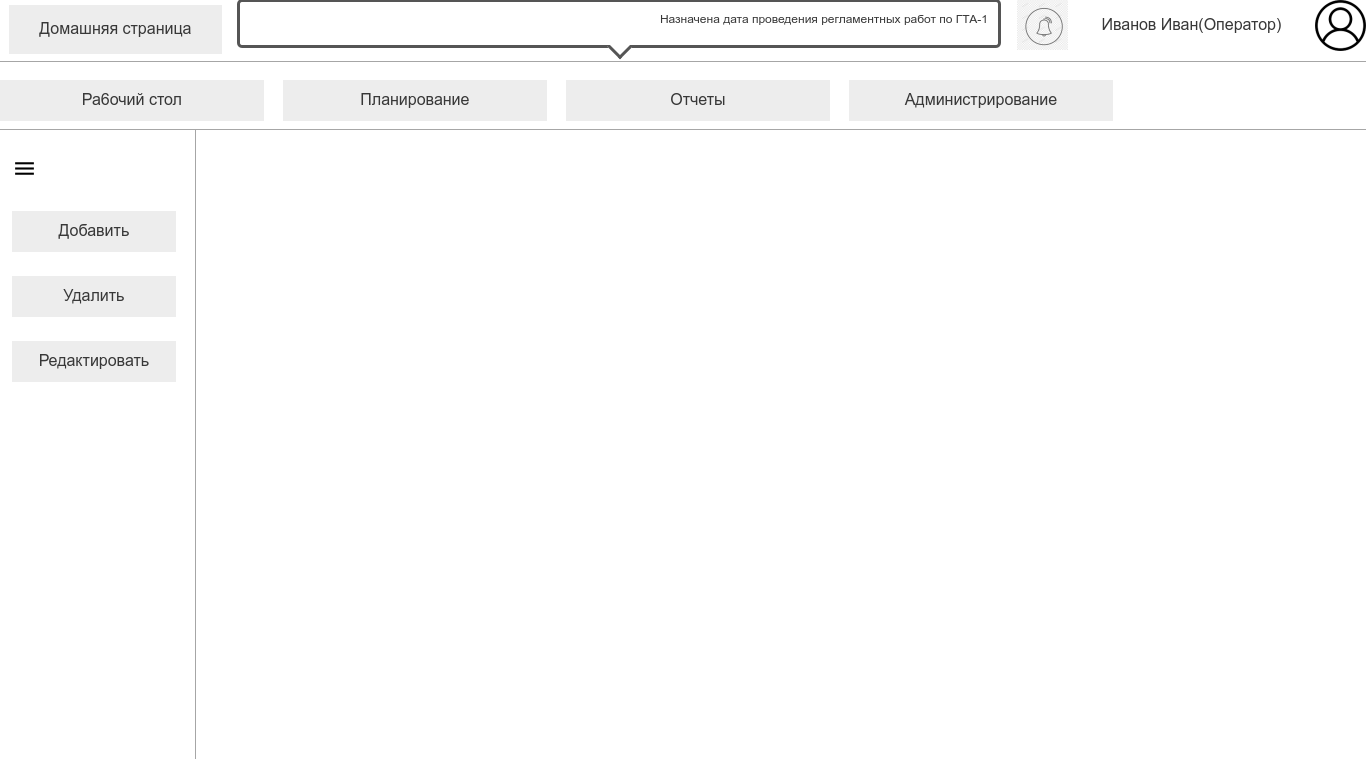 Домашняя страница
Назначена дата проведения регламентных работ по ГТА-1
Иванов Иван(Оператор)
Рабочий стол
Планирование
Отчеты
Администрирование
Добавить
Удалить
Редактировать